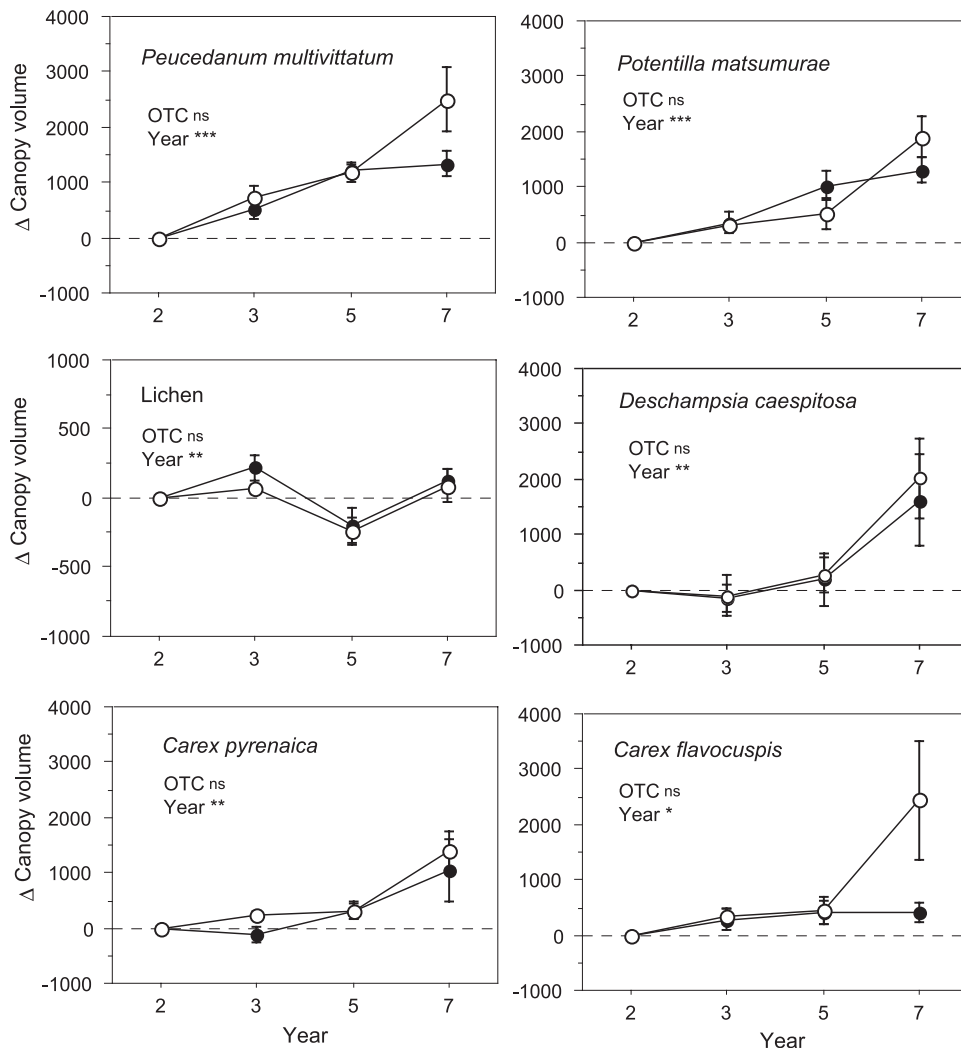 4000
3000
2000
1000
0
-1000
Δ Canopy volume
Peucedanum multivittatum
OTC ns
Year ***
2 3 5 7
4000
3000
2000
1000
0
-1000
Potentilla matsumurae
OTC ns
Year ***
2 3 5 7
1000
500
0
-500
-1000
Δ Canopy volume
Lichen
OTC ns
Year **
2 3 5 7
4000
3000
2000
1000
0
-1000
Deschampsia caespitosa
OTC ns
Year **
2 3 5 7
4000
3000
2000
1000
0
-1000
Δ Canopy volume
Carex pyrenaica
OTC ns
Year **
2 3 5 7
Year
4000
3000
2000
1000
0
-1000
Carex flavocuspis
OTC ns
Year *
2 3 5 7
Year